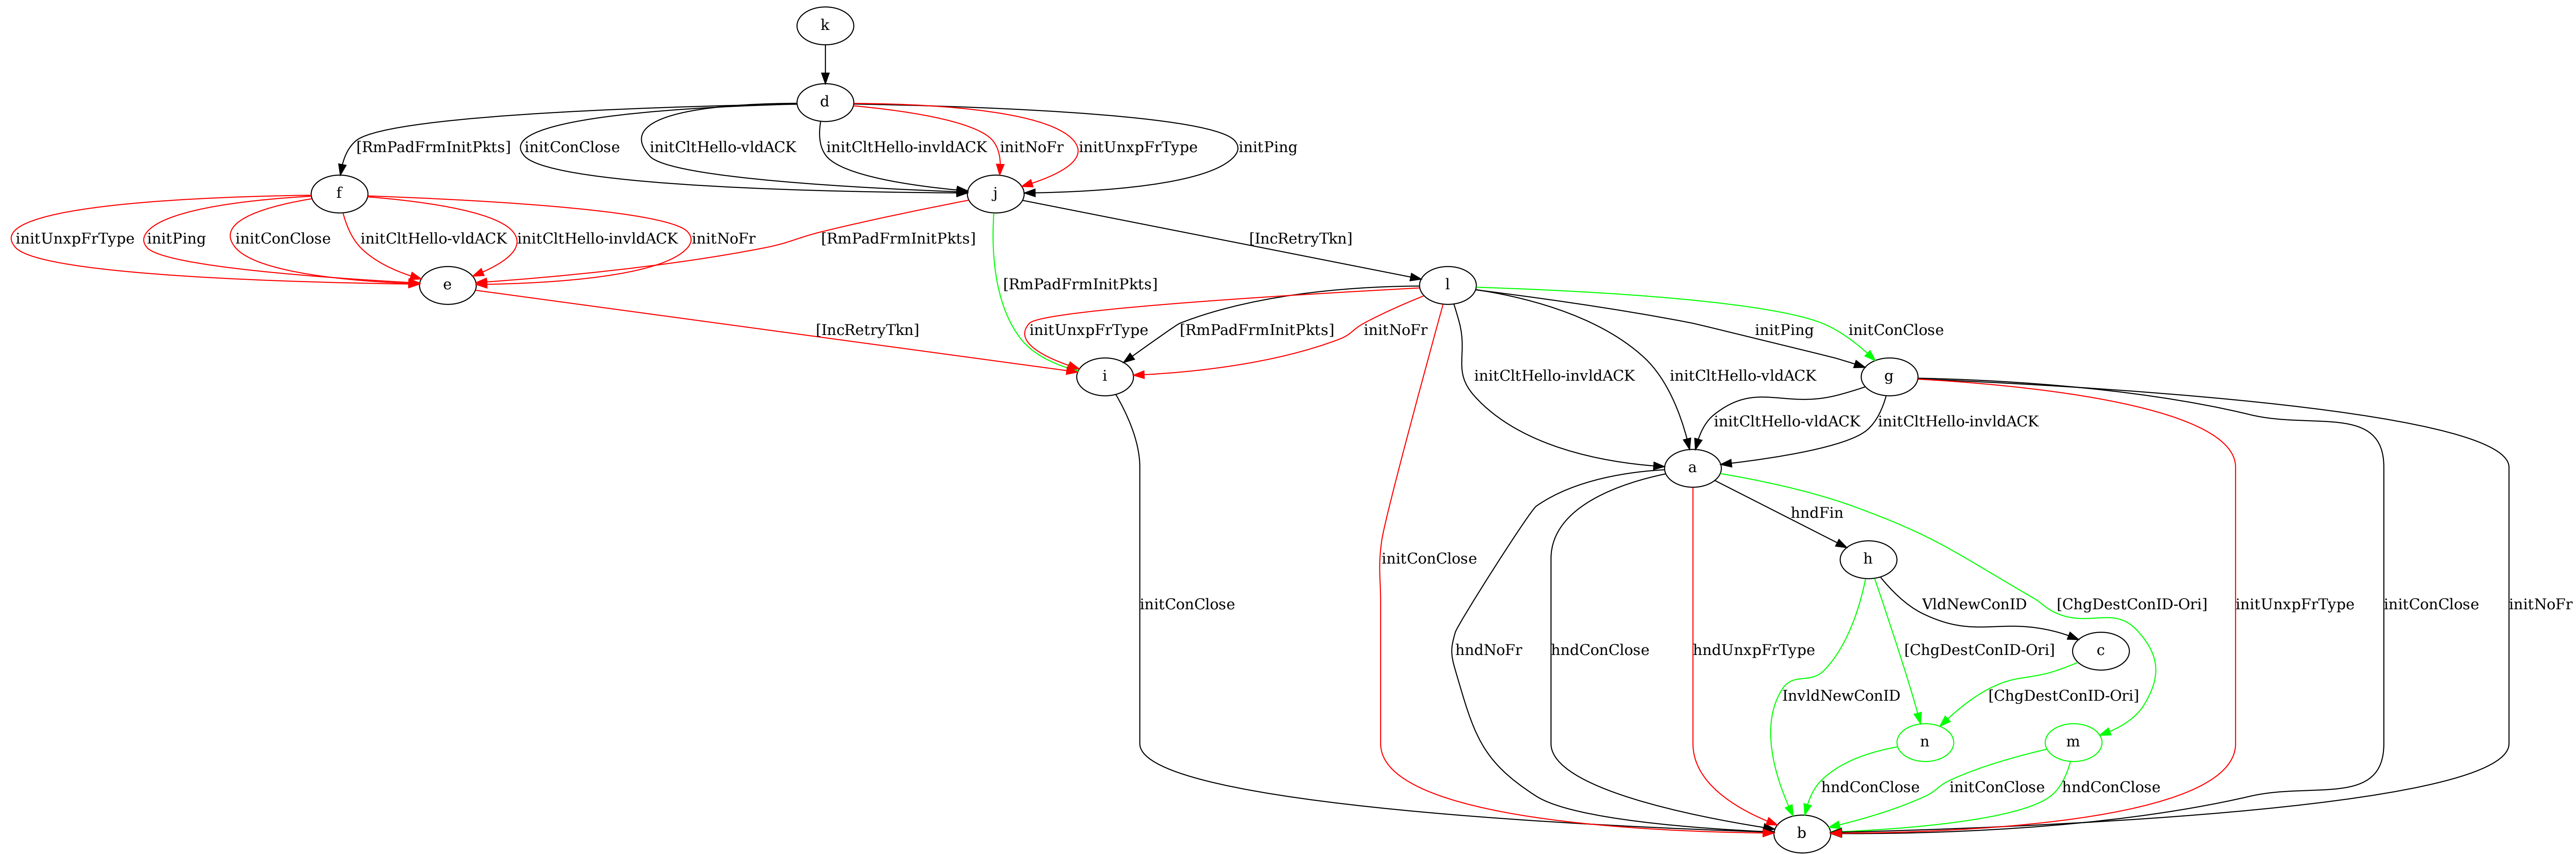 k
d
[RmPadFrmInitPkts]
initConClose
initCltHello-vldACK
initCltHello-invldACK
initNoFr
initUnxpFrType
initPing
f
j
initUnxpFrType
initPing
initConClose
initCltHello-vldACK
initCltHello-invldACK
initNoFr
[RmPadFrmInitPkts]
[IncRetryTkn]
e
[RmPadFrmInitPkts]
l
[IncRetryTkn]
initUnxpFrType
[RmPadFrmInitPkts]
initNoFr
initPing
initConClose
i
initCltHello-invldACK
initCltHello-vldACK
g
initCltHello-vldACK
initCltHello-invldACK
a
hndFin
initConClose
h
initConClose
VldNewConID
[ChgDestConID-Ori]
initUnxpFrType
initConClose
initNoFr
hndNoFr
hndConClose
hndUnxpFrType
[ChgDestConID-Ori]
c
InvldNewConID
[ChgDestConID-Ori]
n
m
hndConClose
initConClose
hndConClose
b